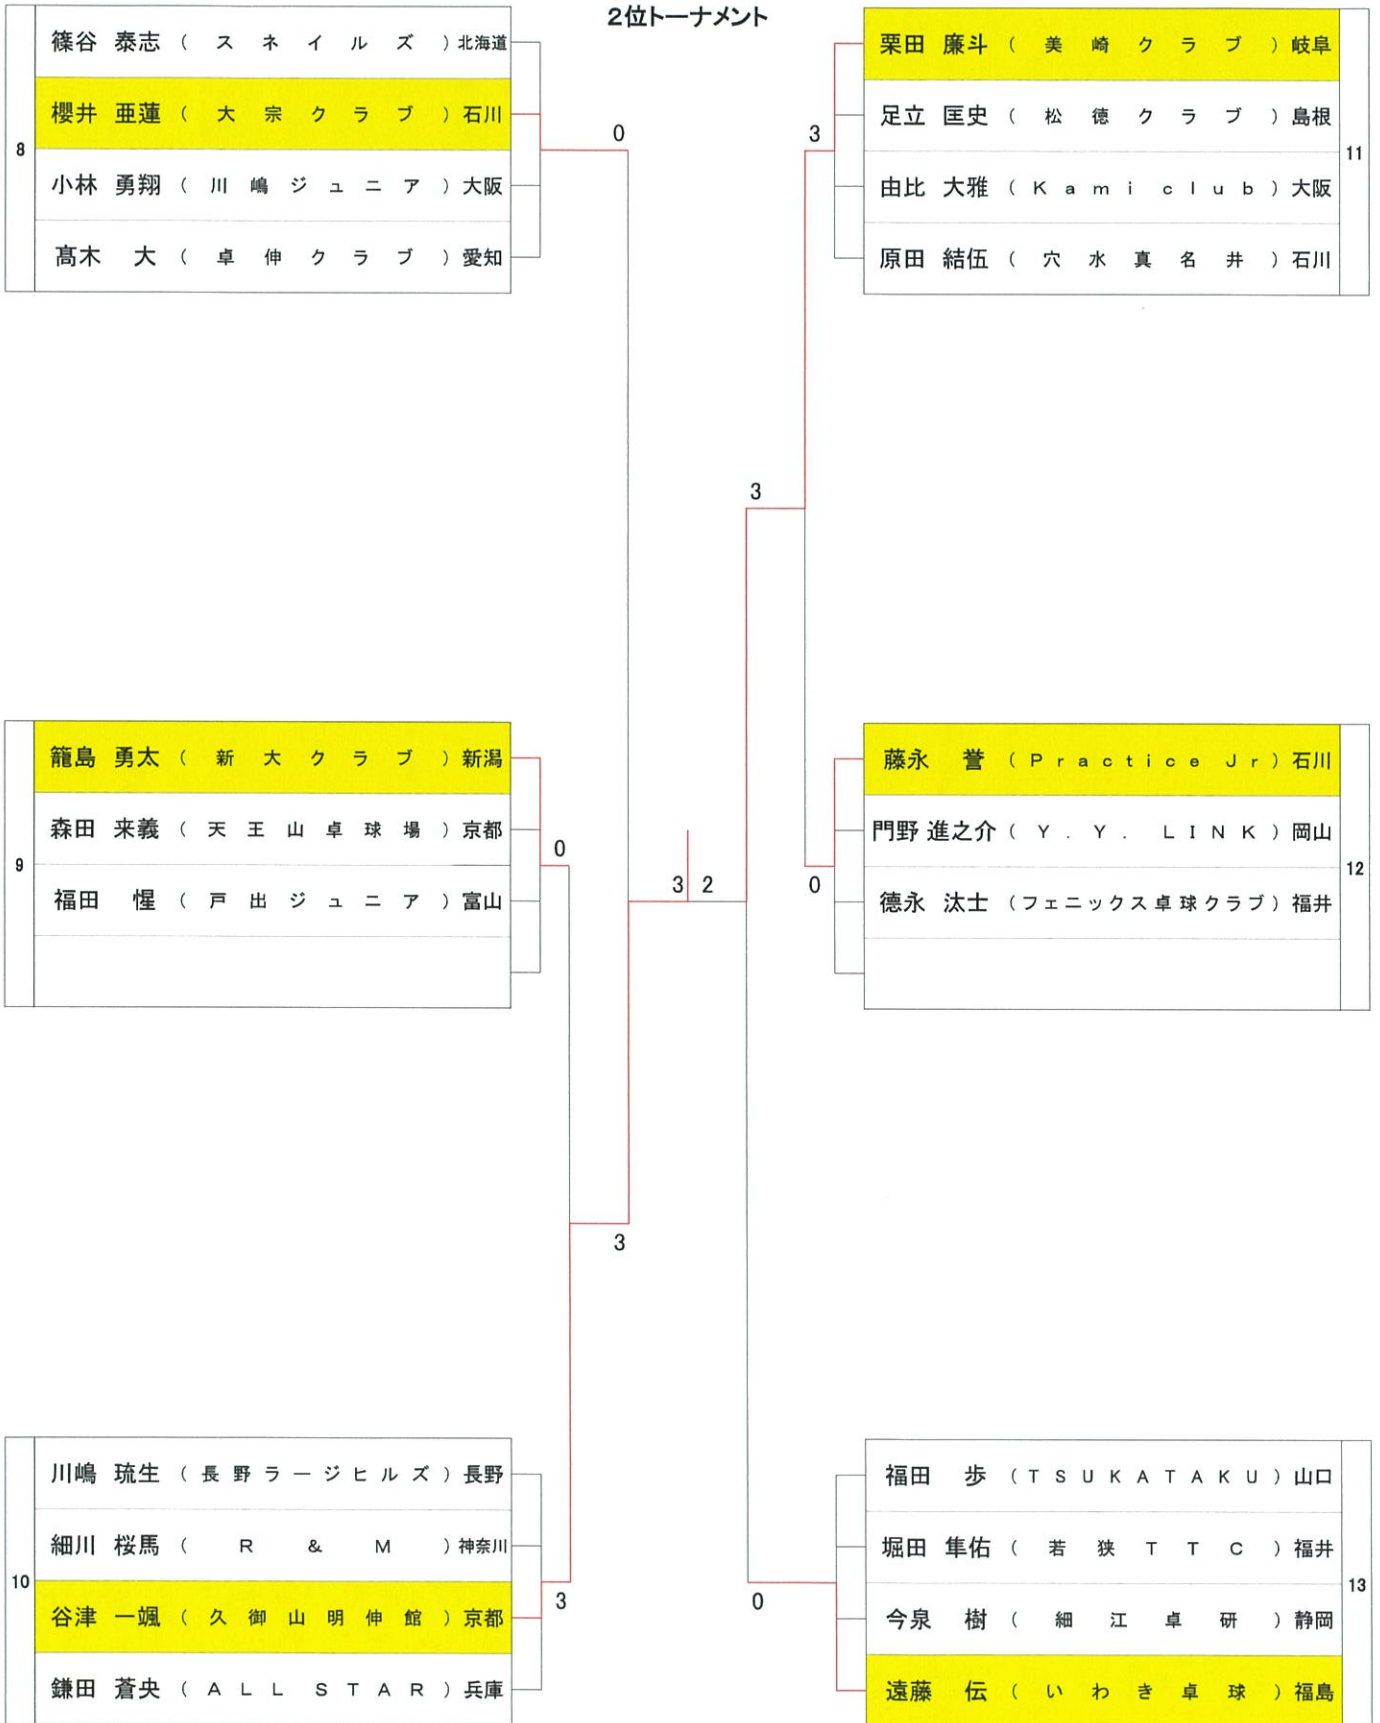 2位トーナメント
8
篠谷 泰志 (スネイルズ) 北海道
櫻井 亜蓮 (大宗クラブ) 石川
小林 勇翔 (川嶋ジュニア) 大阪
髙木 大 (卓伸クラブ) 愛知
0
9
籠島 勇太 (新大クラブ) 新潟
森田 来義 (天王山卓球場) 京都
福田 惺 (戸出ジュニア) 富山
0
10
川嶋 琉生 (長野ラージヒルズ) 長野
細川 桜馬 (R&M) 神奈川
谷津 一颯 (久御山明伸館) 京都
鎌田 蒼央 (ALL STAR) 兵庫
3
3
3 2
11
栗田 廉斗 (美崎クラブ) 岐阜
足立 匡史 (松徳クラブ) 島根
由比 大雅 (Kami club) 大阪
原田 結伍 (穴水真名井) 石川
3
3
12
藤永 誉 (Practice Jr) 石川
門野 進之介 (Y.Y. LINK) 岡山
德永 汰士 (フェニックス卓球クラブ) 福井
0
13
福田 歩 (TSUKATAKU) 山口
堀田 隼佑 (若狭TTC) 福井
今泉 樹 (細江卓研) 静岡
遠藤 伝 (いわき卓球) 福島
0